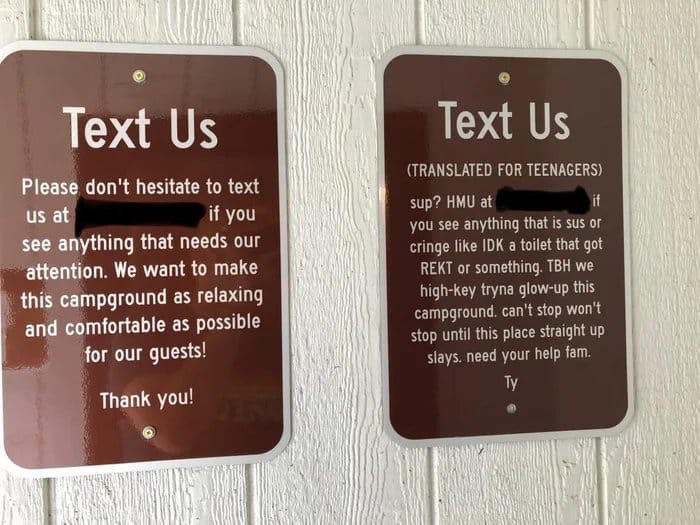 Text Us
Please don't hesitate to text
us at if you
see anything that needs our
attention. We want to make
this campground as relaxing
and comfortable as possible
for our guests!
Thank you!
Text Us
(TRANSLATED FOR TEENAGERS)
sup? HMU at if
you see anything that is sus or
cringe like IDK a toilet that got
REKT or something. TBH we
high-key tryna glow-up this
campground. can't stop won't
stop until this place straight up
slays. need your help fam.
Ty